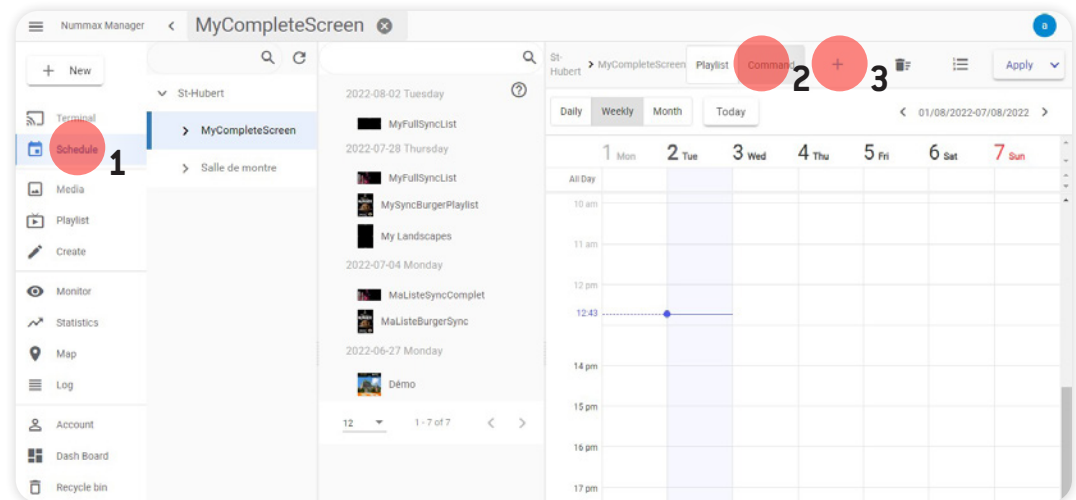 Nummax Manager
MyCompleteScreen
a
+ New
Terminal
Schedule
1
Media
Playlist
Create
Monitor
Statistics
Map
Log
Account
Dash Board
Recycle bin
St-Hubert
MyCompleteScreen
Salle de montre
2022-08-02 Tuesday
MyFullSyncList
2022-07-28 Thursday
MyFullSyncList
MySyncBurgerPlaylist
My Landscapes
2022-07-04 Monday
MaListeSyncComplet
MaListeBurgerSync
2022-06-27 Monday
Démo
12 1 - 7 of 7
St-
Hubert > MyCompleteScreen Playlist Command 2 + 3 Apply
Daily Weekly Month Today 01/08/2022-07/08/2022
1 Mon 2 Tue 3 Wed 4 Thu 5 Fri 6 Sat 7 Sun
All Day
10 am
11 am
12 pm
12:43
14 pm
15 pm
16 pm
17 pm